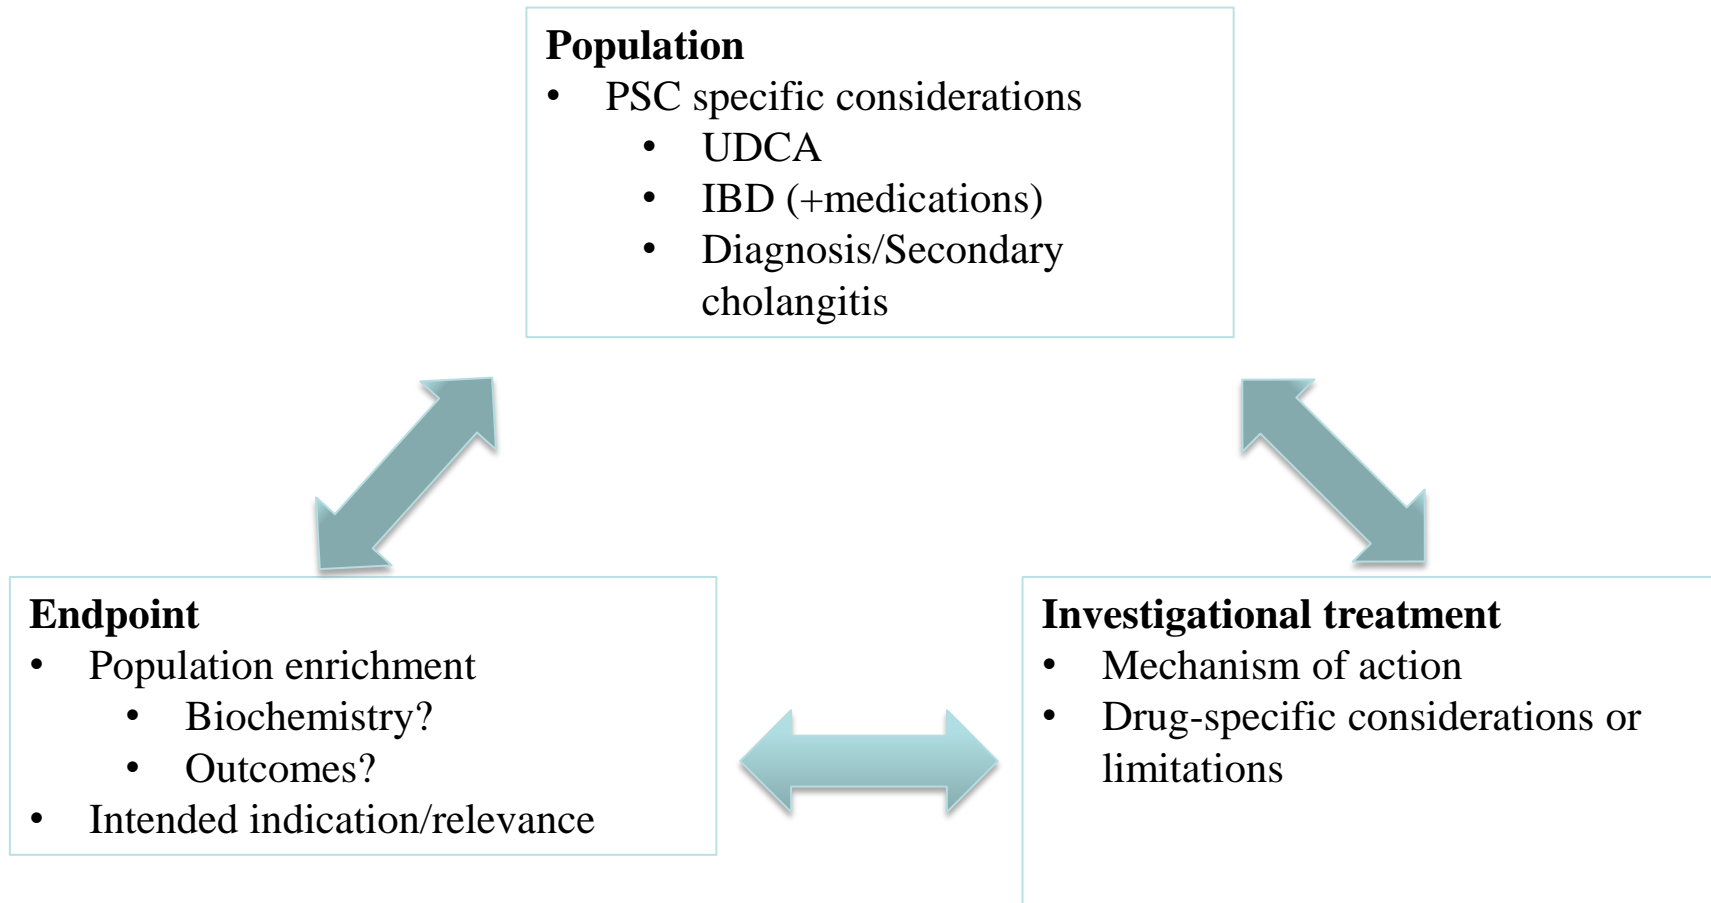 Population
• PSC specific considerations
• UDCA
• IBD (+medications)
• Diagnosis/Secondary
cholangitis
Endpoint
• Population enrichment
• Biochemistry?
• Outcomes?
• Intended indication/relevance
Investigational treatment
• Mechanism of action
• Drug-specific considerations or
limitations